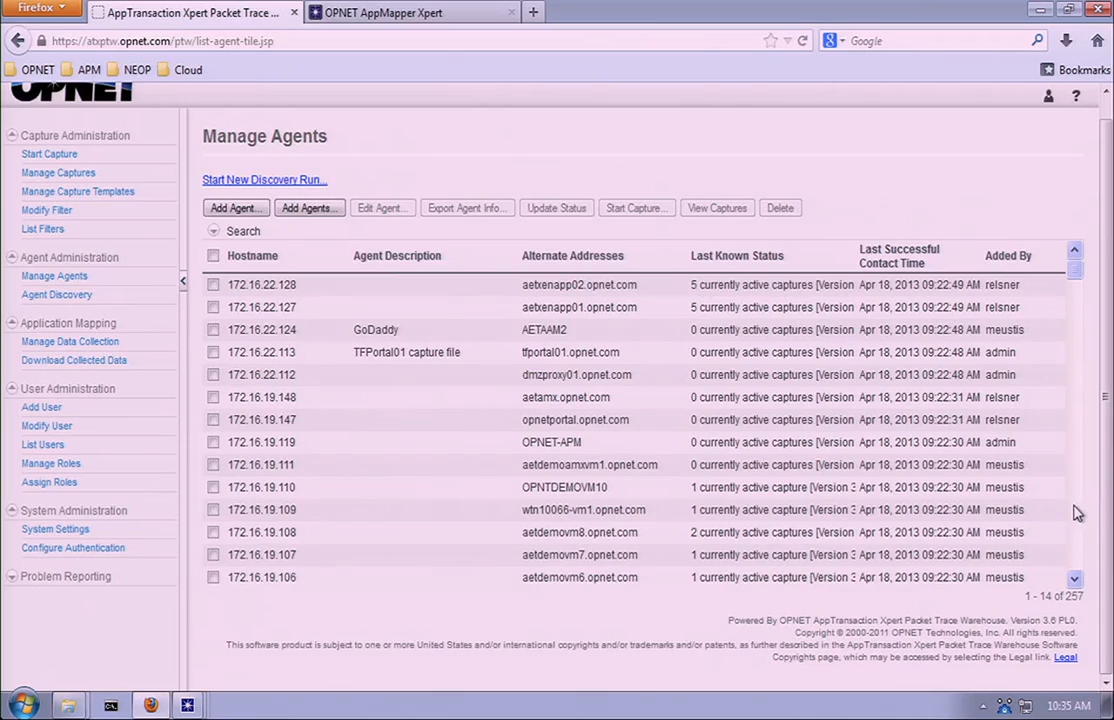 Firefox
AppTransaction Xpert Packet Trace ...
OPNET AppMapper Xpert
https://atxptw.opnet.com/ptw/list-agent-tile.jsp
Google
OPNET
APM
NEOP
Cloud
Bookmarks
OPNET
?
Capture Administration
Start Capture
Manage Captures
Manage Capture Templates
Modify Filter
List Filters
Agent Administration
Manage Agents
Agent Discovery
Application Mapping
Manage Data Collection
Download Collected Data
User Administration
Add User
Modify User
List Users
Manage Roles
Assign Roles
System Administration
System Settings
Configure Authentication
Problem Reporting
Manage Agents
Start New Discovery Run...
Add Agent... Add Agents... Edit Agent... Export Agent Info... Update Status Start Capture... View Captures Delete
Search
Hostname Agent Description Alternate Addresses Last Known Status Last Successful Contact Time Added By
172.16.22.128 aetxenapp02.opnet.com 5 currently active captures [Version Apr 18, 2013 09:22:49 AM relsner
172.16.22.127 aetxenapp01.opnet.com 5 currently active captures [Version Apr 18, 2013 09:22:49 AM relsner
172.16.22.124 GoDaddy AETAAM2 0 currently active captures [Version Apr 18, 2013 09:22:48 AM meustis
172.16.22.113 TFPortal01 capture file tfportal01.opnet.com 0 currently active captures [Version Apr 18, 2013 09:22:48 AM admin
172.16.22.112 dmzproxy01.opnet.com 0 currently active captures [Version Apr 18, 2013 09:22:48 AM admin
172.16.19.148 aetamx.opnet.com 0 currently active captures [Version Apr 18, 2013 09:22:31 AM relsner
172.16.19.147 opnetportal.opnet.com 0 currently active captures [Version Apr 18, 2013 09:22:31 AM relsner
172.16.19.119 OPNET-APM 0 currently active captures [Version Apr 18, 2013 09:22:30 AM admin
172.16.19.111 aetdemoamxvm1.opnet.com 0 currently active captures [Version Apr 18, 2013 09:22:30 AM meustis
172.16.19.110 OPNTDEMOVM10 1 currently active capture [Version 3 Apr 18, 2013 09:22:30 AM meustis
172.16.19.109 wtn10066-vm1.opnet.com 1 currently active capture [Version 3 Apr 18, 2013 09:22:30 AM meustis
172.16.19.108 aetdemovm8.opnet.com 2 currently active captures [Version Apr 18, 2013 09:22:30 AM meustis
172.16.19.107 aetdemovm7.opnet.com 1 currently active capture [Version 3 Apr 18, 2013 09:22:30 AM meustis
172.16.19.106 aetdemovm6.opnet.com 1 currently active capture [Version 3 Apr 18, 2013 09:22:30 AM meustis
1 - 14 of 257
Powered By OPNET AppTransaction Xpert Packet Trace Warehouse. Version 3.6 PL0.
Copyright © 2000-2011 OPNET Technologies, Inc. All rights reserved.
This software product is subject to one or more United States and/or international copyrights and/or trademarks and/or patents, as further described in the AppTransaction Xpert Packet Trace Warehouse Software
Copyrights page, which may be accessed by selecting the Legal link. Legal
10:35 AM